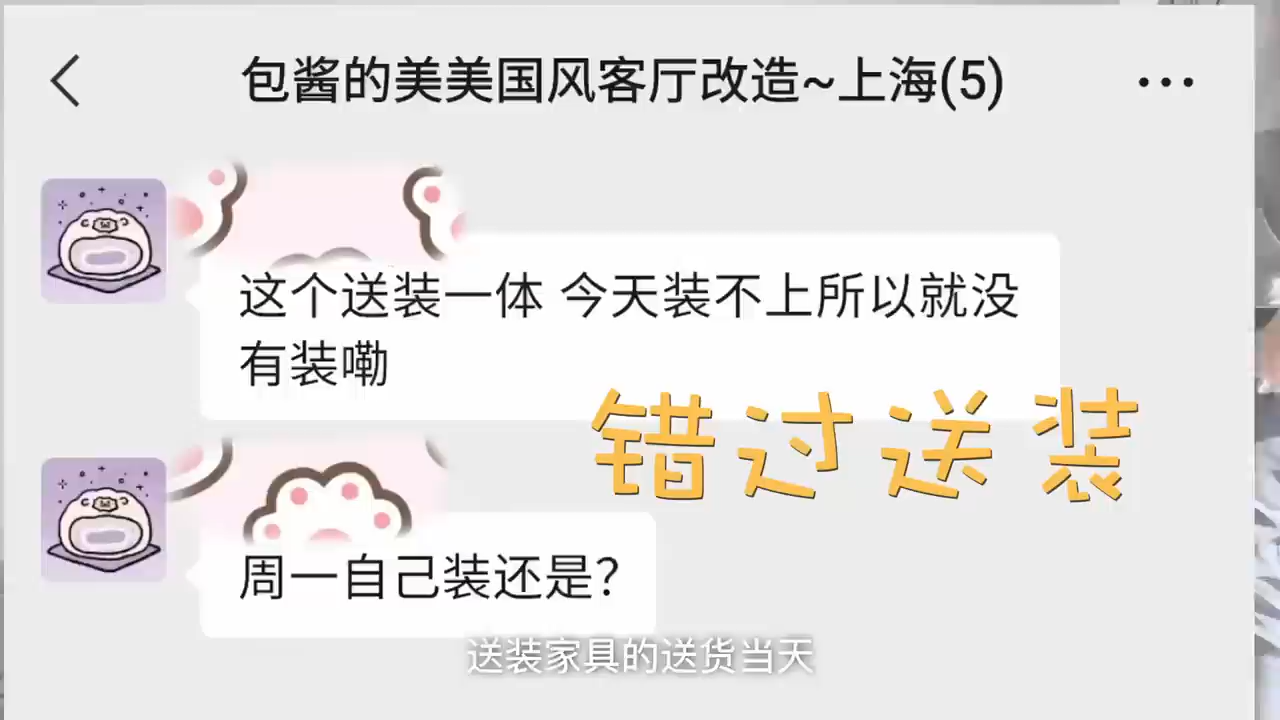 包酱的美美国风客厅改造~上海(5)
这个送装一体 今天装不上所以就没
有装嘞
错过送装
周一自己装还是？
送装家具的送货当天